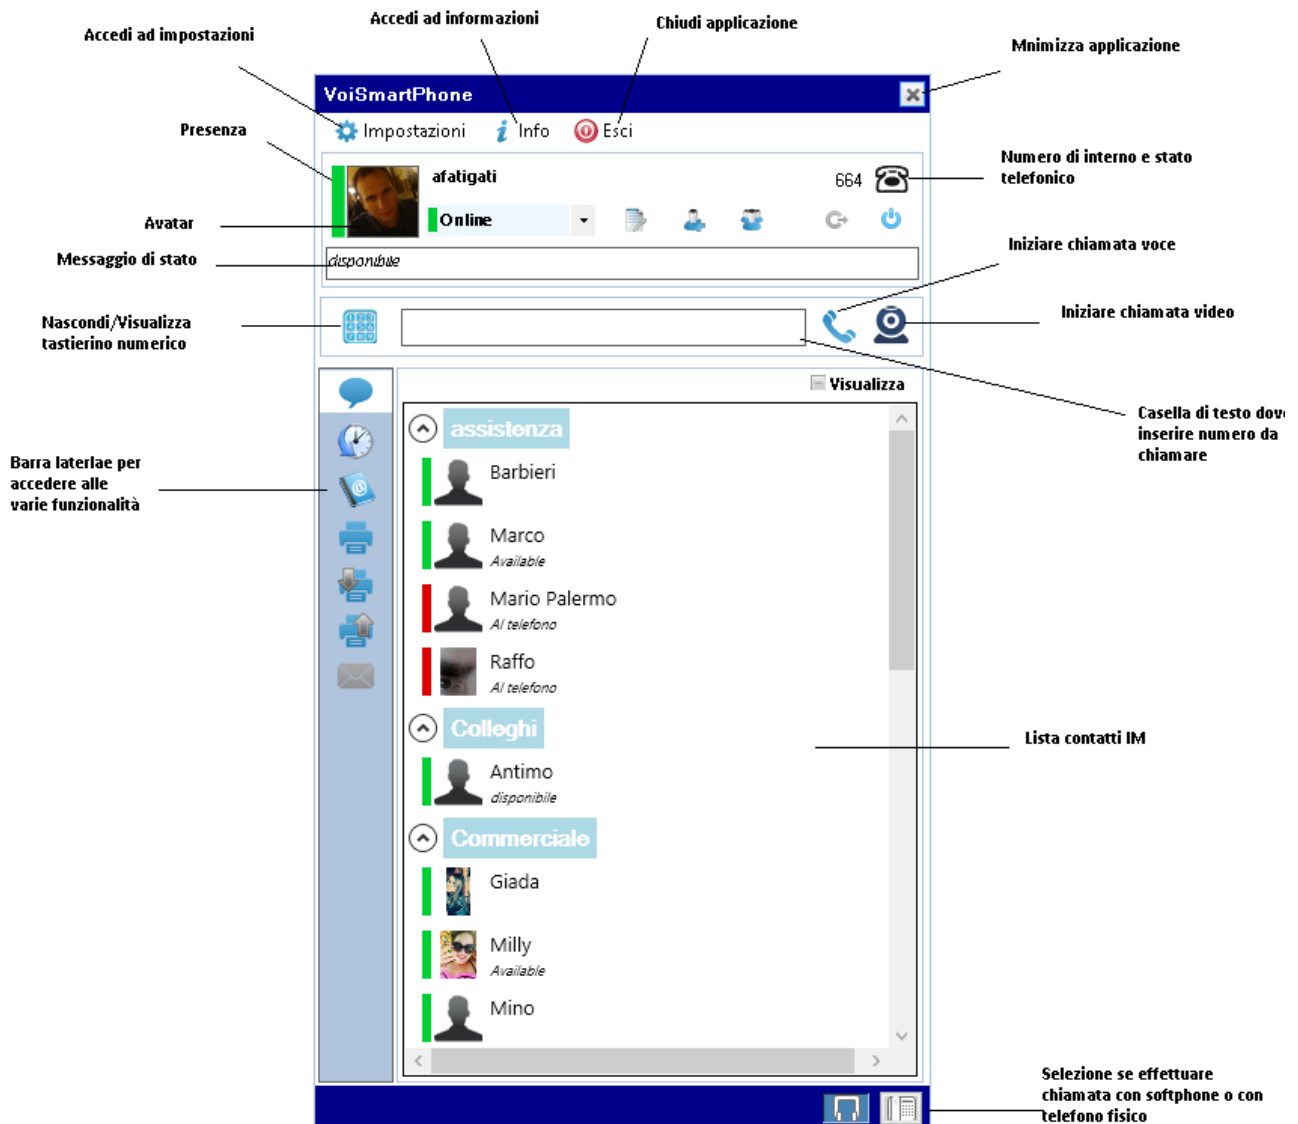 Accedi ad informazioni
Chiudi applicazione
Accedi ad impostazioni
Mnimizza applicazione
VoiSmartPhone
Impostazioni
Info
Esci
Presenza
Numero di interno e stato
telefonico
afatigati
664
Avatar
Online
Messaggio di stato
disponibile
Iniziare chiamata voce
Nascondi/Visualizza
tastierino numerico
Iniziare chiamata video
Visualizza
Casella di testo dov
inserire numero da
chiamare
assistenza
Barra laterlae per
accedere alle
varie funzionalità
Barbieri
Marco
Available
Mario Palermo
Al telefono
Raffo
Al telefono
Colleghi
Lista contatti IM
Antimo
disponibile
Commerciale
Giada
Milly
Available
Mino
Selezione se effettuare
chiamata con softphone o con
telefono fisico